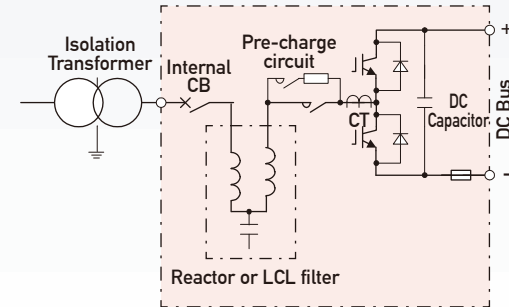 Isolation
Transformer
Internal
CB
Pre-charge
circuit
CT
DC
Capacitor
+
DC Bus
-
Reactor or LCL filter